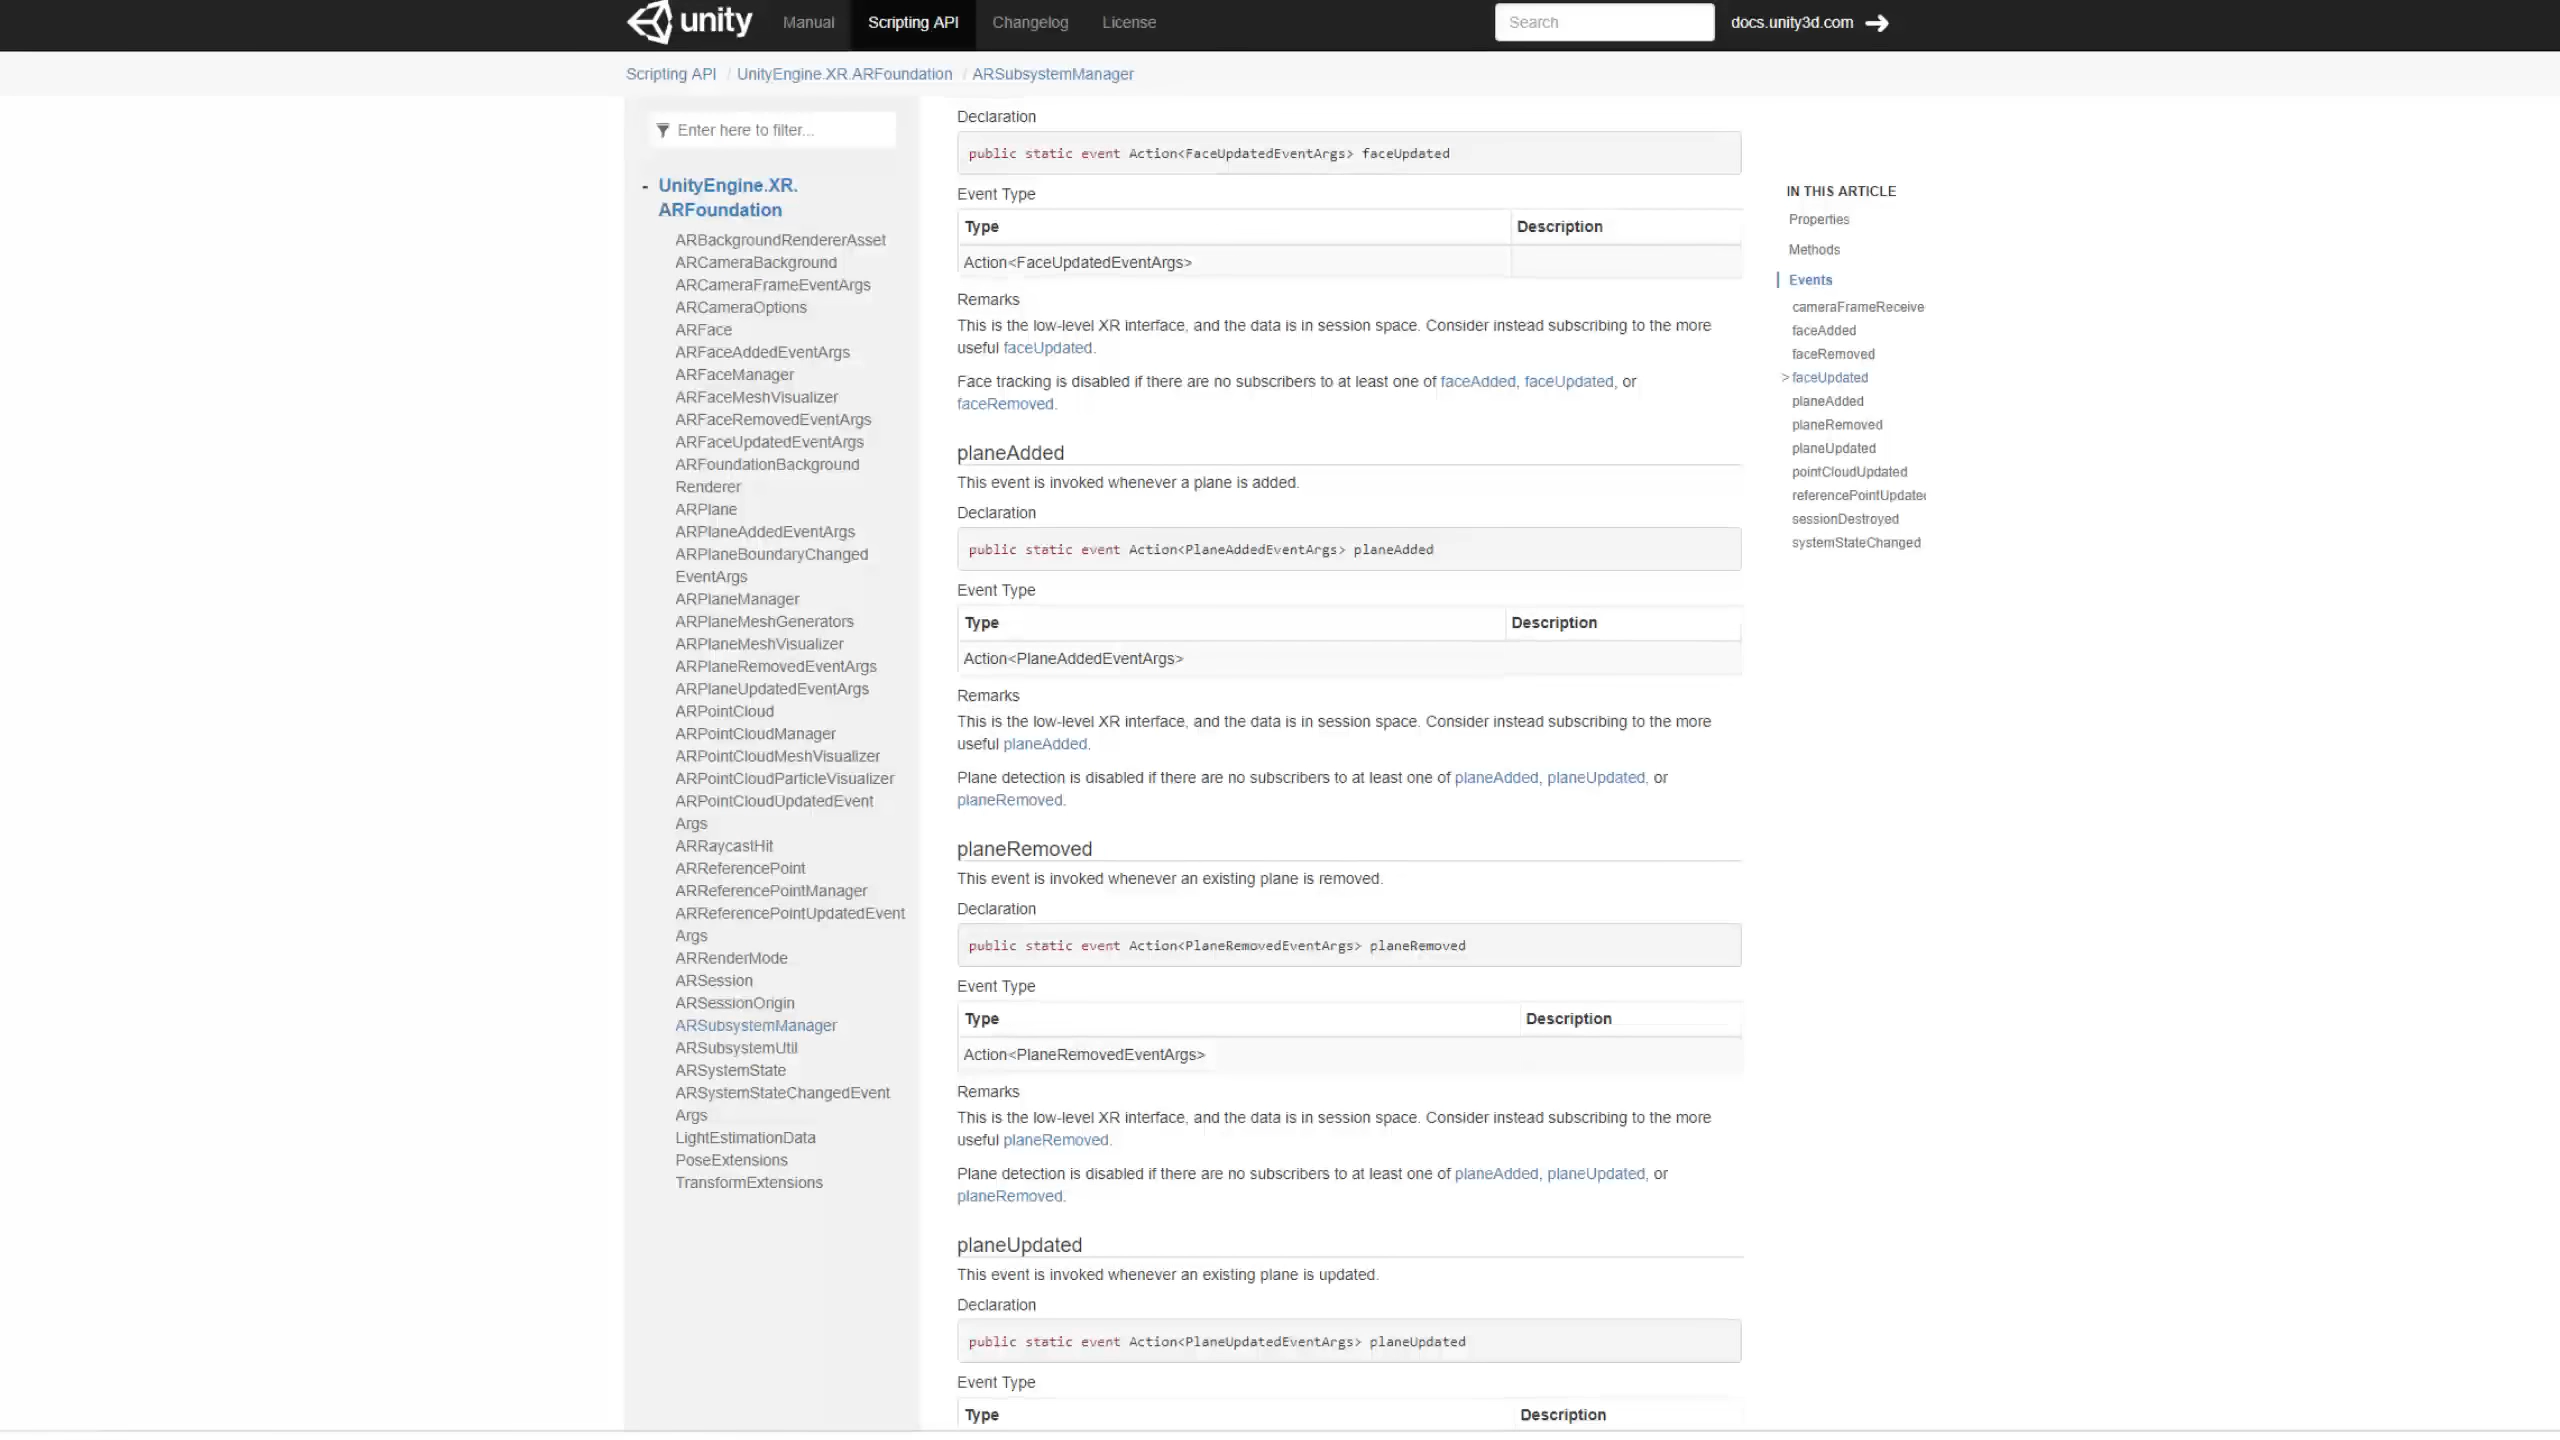 unity Manual Scripting API Changelog License Search docs.unity3d.com
Scripting API / UnityEngine.XR.ARFoundation / ARSubsystemManager
Enter here to filter...
- UnityEngine.XR.
ARFoundation
ARBackgroundRendererAsset
ARCameraBackground
ARCameraFrameEventArgs
ARCameraOptions
ARFace
ARFaceAddedEventArgs
ARFaceManager
ARFaceMeshVisualizer
ARFaceRemovedEventArgs
ARFaceUpdatedEventArgs
ARFoundationBackground
Renderer
ARPlane
ARPlaneAddedEventArgs
ARPlaneBoundaryChanged
EventArgs
ARPlaneManager
ARPlaneMeshGenerators
ARPlaneMeshVisualizer
ARPlaneRemovedEventArgs
ARPlaneUpdatedEventArgs
ARPointCloud
ARPointCloudManager
ARPointCloudMeshVisualizer
ARPointCloudParticleVisualizer
ARPointCloudUpdatedEvent
Args
ARRaycastHit
ARReferencePoint
ARReferencePointManager
ARReferencePointUpdatedEvent
Args
ARRenderMode
ARSession
ARSessionOrigin
ARSubsystemManager
ARSubsystemUtil
ARSystemState
ARSystemStateChangedEvent
Args
LightEstimationData
PoseExtensions
TransformExtensions
Declaration
public static event Action<FaceUpdatedEventArgs> faceUpdated
Event Type
Type Description
Action<FaceUpdatedEventArgs>
Remarks
This is the low-level XR interface, and the data is in session space. Consider instead subscribing to the more
useful faceUpdated.
Face tracking is disabled if there are no subscribers to at least one of faceAdded, faceUpdated, or
faceRemoved.
planeAdded
This event is invoked whenever a plane is added.
Declaration
public static event Action<PlaneAddedEventArgs> planeAdded
Event Type
Type Description
Action<PlaneAddedEventArgs>
Remarks
This is the low-level XR interface, and the data is in session space. Consider instead subscribing to the more
useful planeAdded.
Plane detection is disabled if there are no subscribers to at least one of planeAdded, planeUpdated, or
planeRemoved.
planeRemoved
This event is invoked whenever an existing plane is removed.
Declaration
public static event Action<PlaneRemovedEventArgs> planeRemoved
Event Type
Type Description
Action<PlaneRemovedEventArgs>
Remarks
This is the low-level XR interface, and the data is in session space. Consider instead subscribing to the more
useful planeRemoved.
Plane detection is disabled if there are no subscribers to at least one of planeAdded, planeUpdated, or
planeRemoved.
planeUpdated
This event is invoked whenever an existing plane is updated.
Declaration
public static event Action<PlaneUpdatedEventArgs> planeUpdated
Event Type
Type Description
IN THIS ARTICLE
Properties
Methods
Events
cameraFrameReceive
faceAdded
faceRemoved
> faceUpdated
planeAdded
planeRemoved
planeUpdated
pointCloudUpdated
referencePointUpdated
sessionDestroyed
systemStateChanged